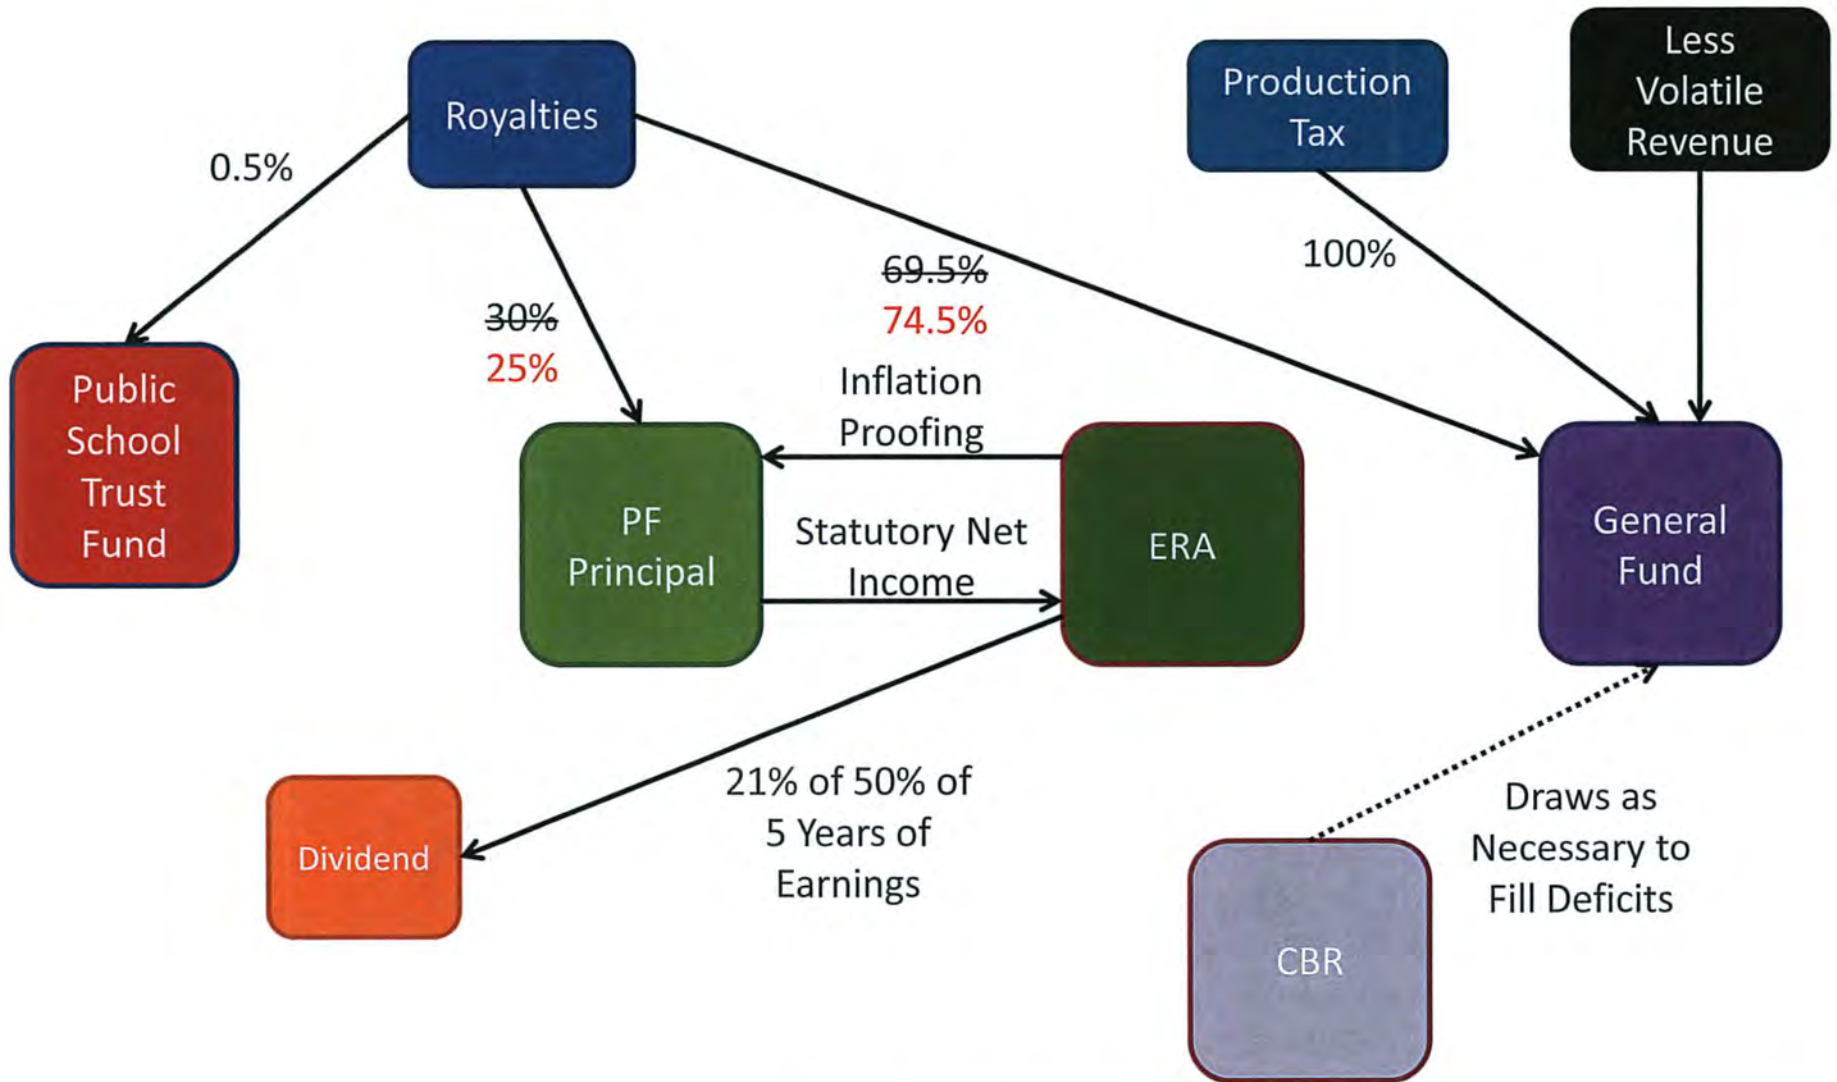 Royalties
Production
Tax
Less
Volatile
Revenue
0.5%
30%
25%
69.5%
74.5%
100%
Public
School
Trust
Fund
PF
Principal
Inflation
Proofing
Statutory Net
Income
ERA
General
Fund
Dividend
21% of 50% of
5 Years of
Earnings
CBR
Draws as
Necessary to
Fill Deficits